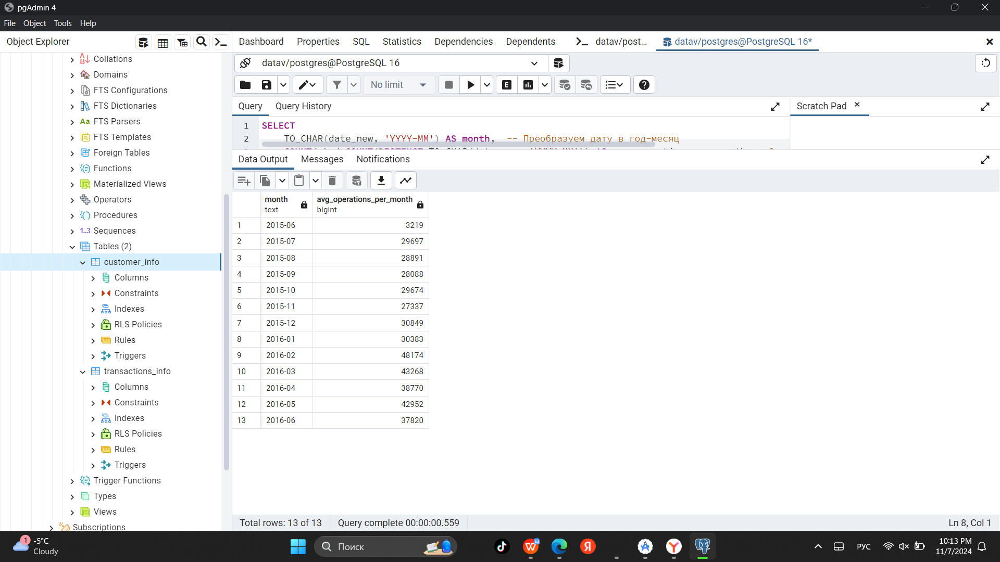 pgAdmin 4
File Object Tools Help
Object Explorer
Dashboard Properties SQL Statistics Dependencies Dependents datav/post... datav/postgres@PostgreSQL 16*
Collations
Domains
FTS Configurations
FTS Dictionaries
Aa FTS Parsers
FTS Templates
Foreign Tables
Functions
Materialized Views
Operators
Procedures
1..3 Sequences
Tables (2)
customer_info
Columns
Constraints
Indexes
RLS Policies
Rules
Triggers
transactions_info
Columns
Constraints
Indexes
RLS Policies
Rules
Triggers
Trigger Functions
Types
Views
Subscriptions
datav/postgres@PostgreSQL 16
No limit
E
Query Query History
Scratch Pad
1 SELECT
2 TO_CHAR(date_new, 'YYYY-MM') AS month, -- Преобразуем дату в год-месяц
Data Output Messages Notifications
month avg_operations_per_month
text bigint
1 2015-06 3219
2 2015-07 29697
3 2015-08 28891
4 2015-09 28088
5 2015-10 29674
6 2015-11 27337
7 2015-12 30849
8 2016-01 30383
9 2016-02 48174
10 2016-03 43268
11 2016-04 38770
12 2016-05 42952
13 2016-06 37820
Total rows: 13 of 13 Query complete 00:00:00.559 Ln 8, Col 1
1
-5°C
Cloudy
Поиск
РУС
10:13 PM
11/7/2024